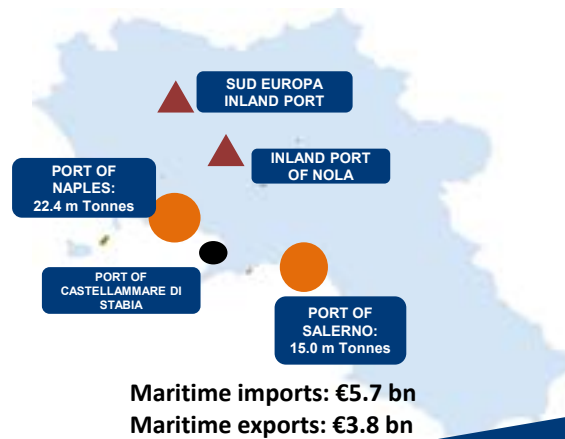 SUD EUROPA
INLAND PORT
INLAND PORT
OF NOLA
PORT OF
NAPLES:
22.4 m Tonnes
PORT OF
CASTELLAMMARE DI
STABIA
PORT OF
SALERNO:
15.0 m Tonnes
Maritime imports: €5.7 bn
Maritime exports: €3.8 bn